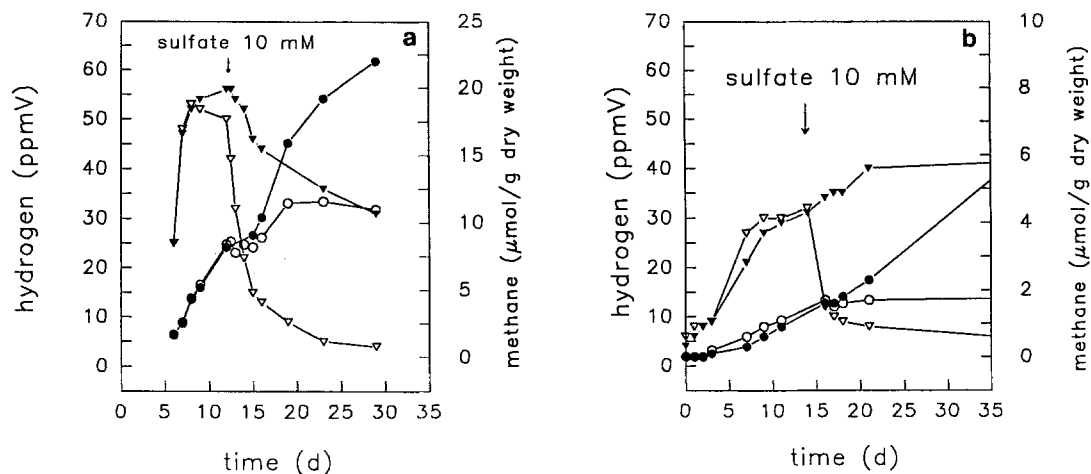 a
sulfate 10 mM
hydrogen (ppmV)
70
60
50
40
30
20
10
0
25
20
15
10
5
0
methane (μmol/g dry weight)
0 5 10 15 20 25 30 35
time (d)
b
sulfate 10 mM
hydrogen (ppmV)
70
60
50
40
30
20
10
0
10
8
6
4
2
0
methane (μmol/g dry weight)
0 5 10 15 20 25 30 35
time (d)